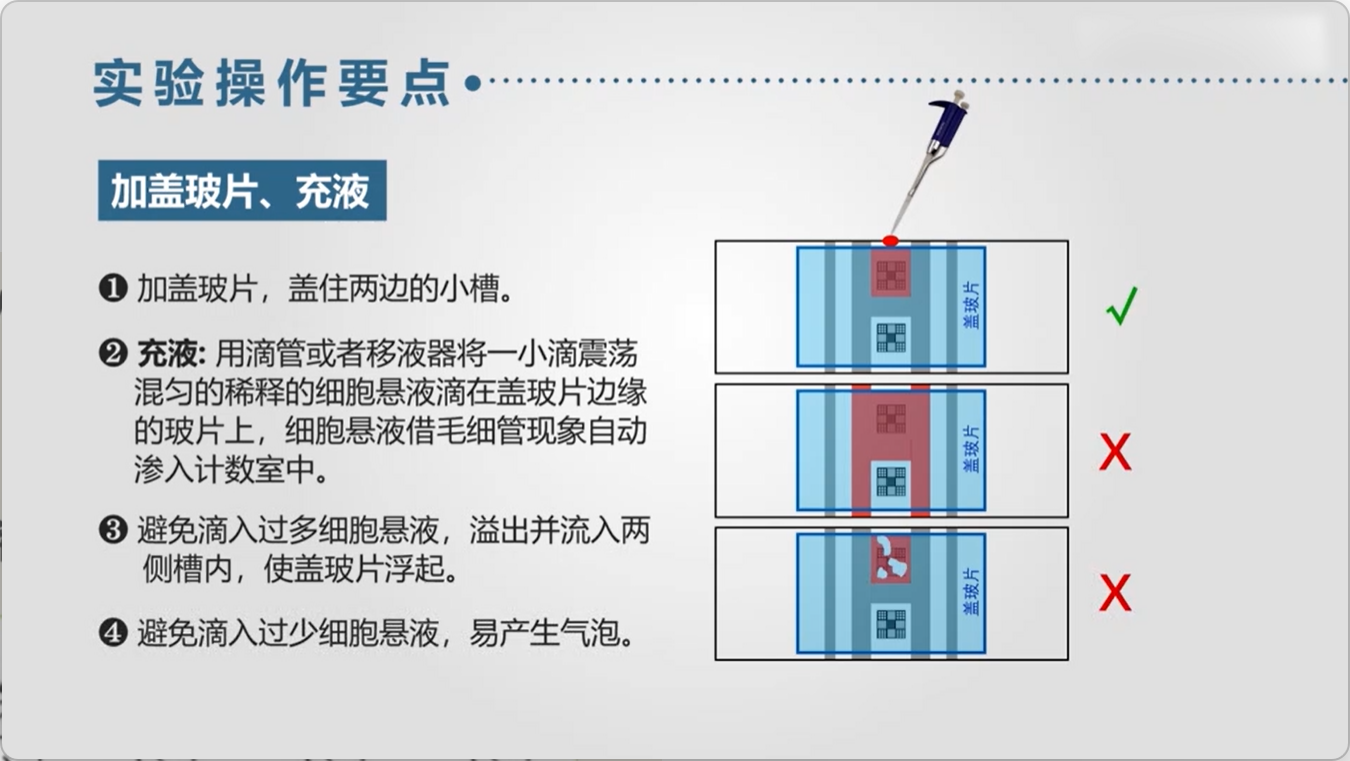 实验操作要点
加盖玻片、充液
❶ 加盖玻片，盖住两边的小槽。
❷ 充液: 用滴管或者移液器将一小滴震荡
混匀的稀释的细胞悬液滴在盖玻片边缘
的玻片上，细胞悬液借毛细管现象自动
渗入计数室中。
❸ 避免滴入过多细胞悬液，溢出并流入两
侧槽内，使盖玻片浮起。
❹ 避免滴入过少细胞悬液，易产生气泡。
盖玻片
√
盖玻片
X
盖玻片
X